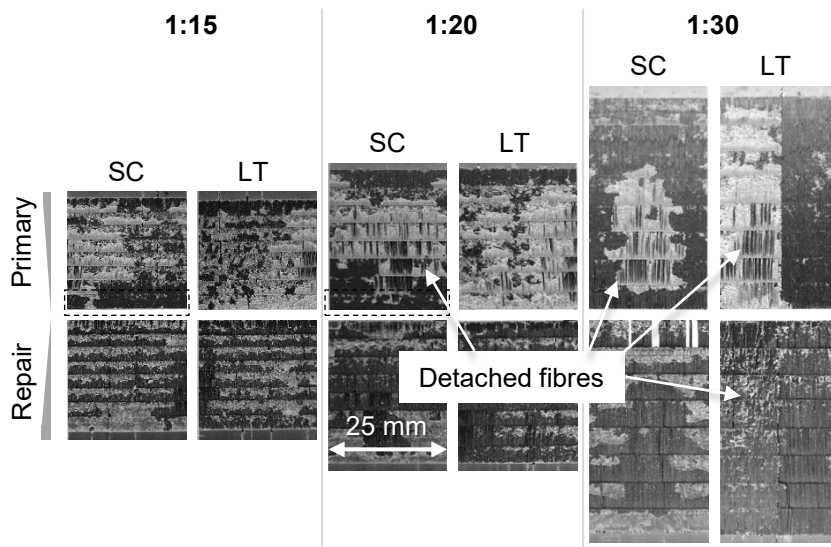 1:15 1:20 1:30
SC LT SC LT SC LT
Primary
Repair
Detached fibres
25 mm